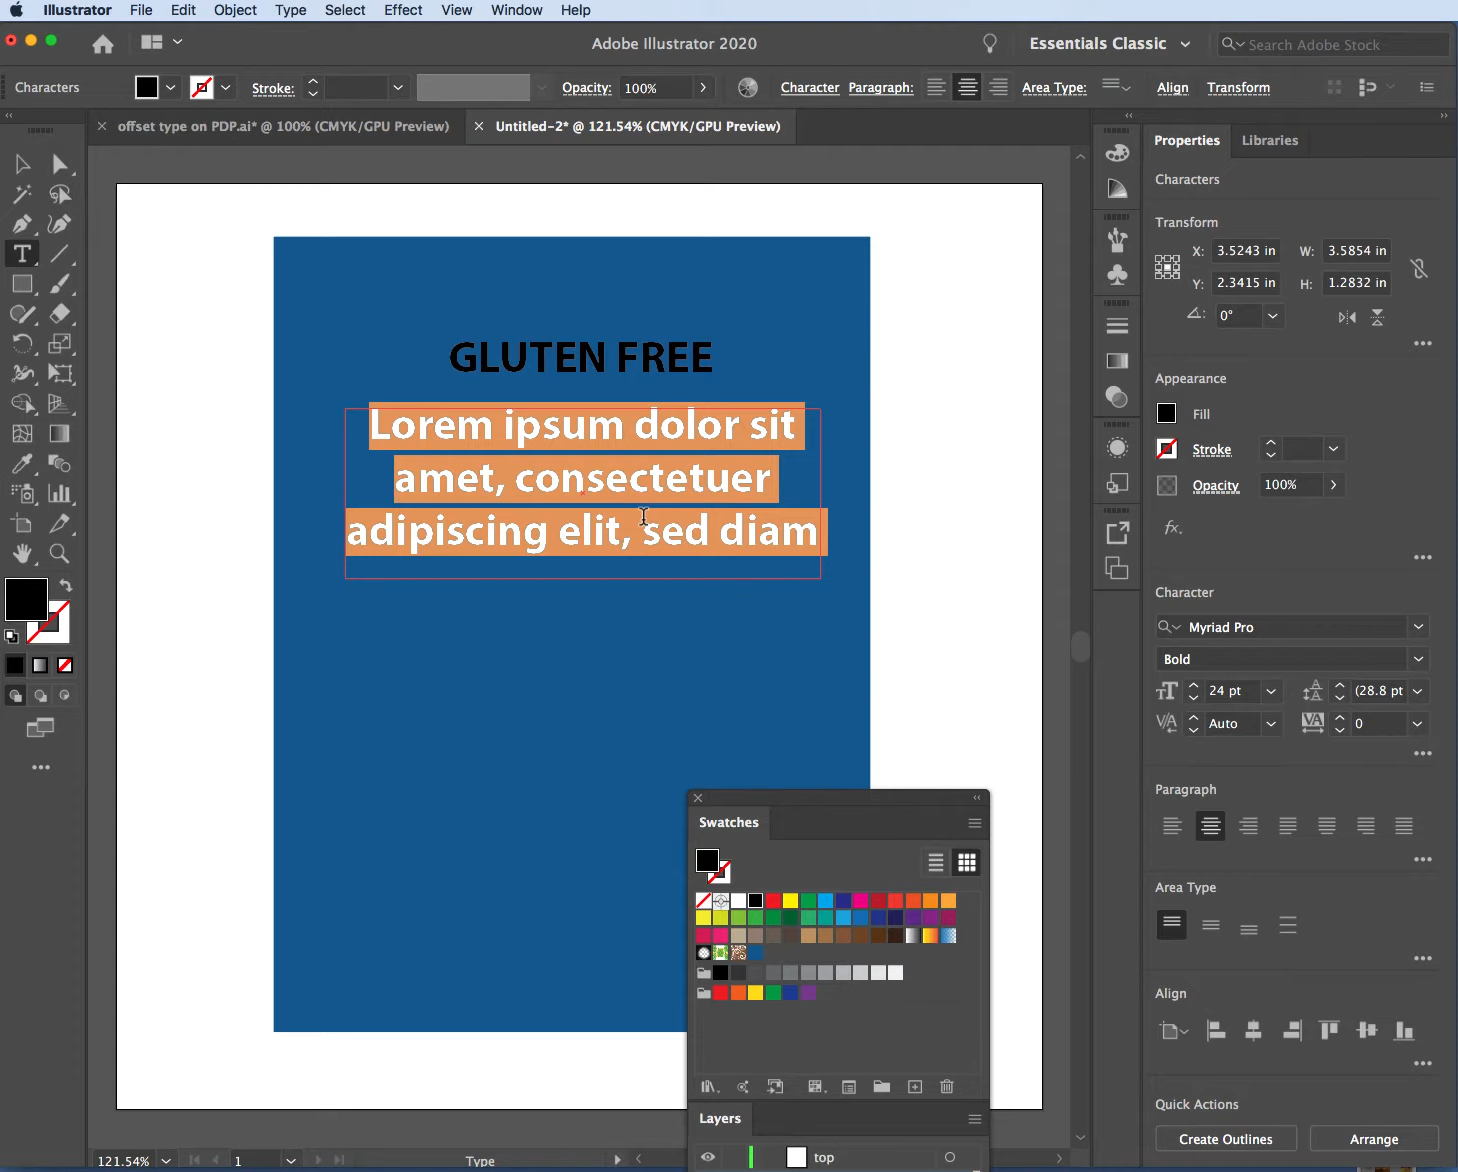 Illustrator File Edit Object Type Select Effect View Window Help
Adobe Illustrator 2020
Essentials Classic
Search Adobe Stock
Characters
Stroke:
Opacity: 100%
Character Paragraph:
Area Type:
Align
Transform
offset type on PDP.ai* @ 100% (CMYK/GPU Preview)
Untitled-2* @ 121.54% (CMYK/GPU Preview)
GLUTEN FREE
Lorem ipsum dolor sit
amet, consectetuer
adipiscing elit, sed diam
Swatches
Layers
top
121.54%
1
Type
Properties Libraries
Characters
Transform
X: 3.5243 in W: 3.5854 in
Y: 2.3415 in H: 1.2832 in
0°
Appearance
Fill
Stroke
Opacity 100%
fx.
Character
Myriad Pro
Bold
24 pt (28.8 pt
Auto 0
Paragraph
Area Type
Align
Quick Actions
Create Outlines Arrange